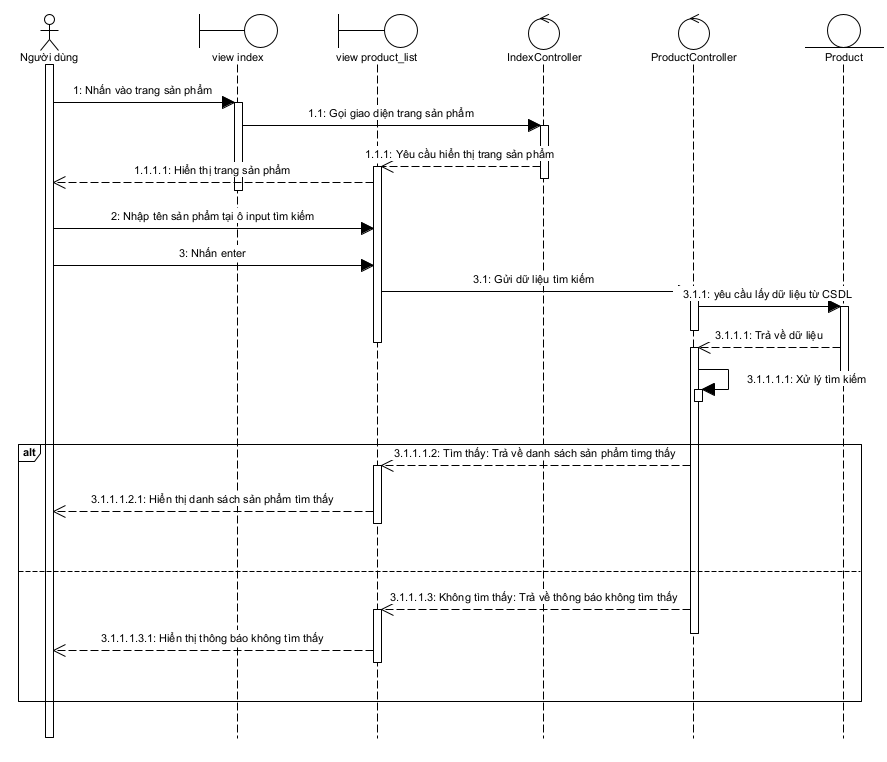 Người dùng
view index
view product_list
IndexController
ProductController
Product
1: Nhấn vào trang sản phẩm
1.1: Gọi giao diện trang sản phẩm
1.1.1: Yêu cầu hiển thị trang sản phẩm
1.1.1.1: Hiển thị trang sản phẩm
2: Nhập tên sản phẩm tại ô input tìm kiếm
3: Nhấn enter
3.1: Gửi dữ liệu tìm kiếm
3.1.1: yêu cầu lấy dữ liệu từ CSDL
3.1.1.1: Trả về dữ liệu
3.1.1.1.1: Xử lý tìm kiếm
alt
3.1.1.1.2: Tìm thấy: Trả về danh sách sản phẩm timg thấy
3.1.1.1.2.1: Hiển thị danh sách sản phẩm tìm thấy
3.1.1.1.3: Không tìm thấy: Trả về thông báo không tìm thấy
3.1.1.1.3.1: Hiển thị thông báo không tìm thấy